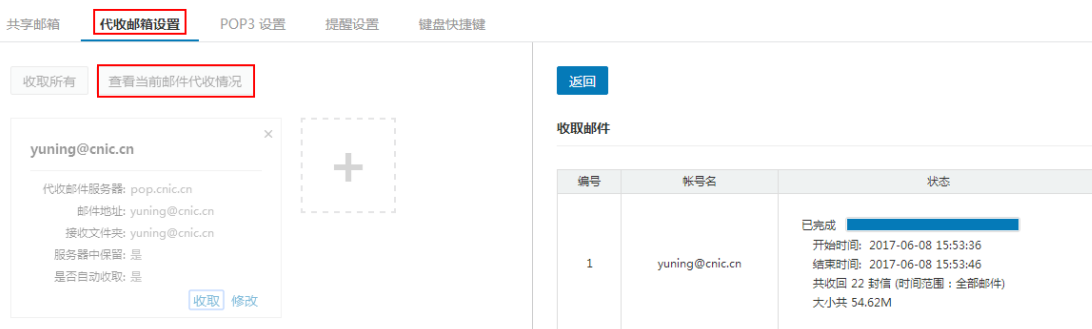 共享邮箱 代收邮箱设置 POP3 设置 提醒设置 键盘快捷键
收取所有 查看当前邮件代收情况
yuning@cnic.cn
代收邮件服务器: pop.cnic.cn
邮件地址: yuning@cnic.cn
接收文件夹: yuning@cnic.cn
服务器中保留: 是
是否自动收取: 是
收取 修改
返回
收取邮件
编号 帐号名 状态
1 yuning@cnic.cn
已完成
开始时间: 2017-06-08 15:53:36
结束时间: 2017-06-08 15:53:46
共收回 22 封信 (时间范围：全部邮件)
大小共 54.62M